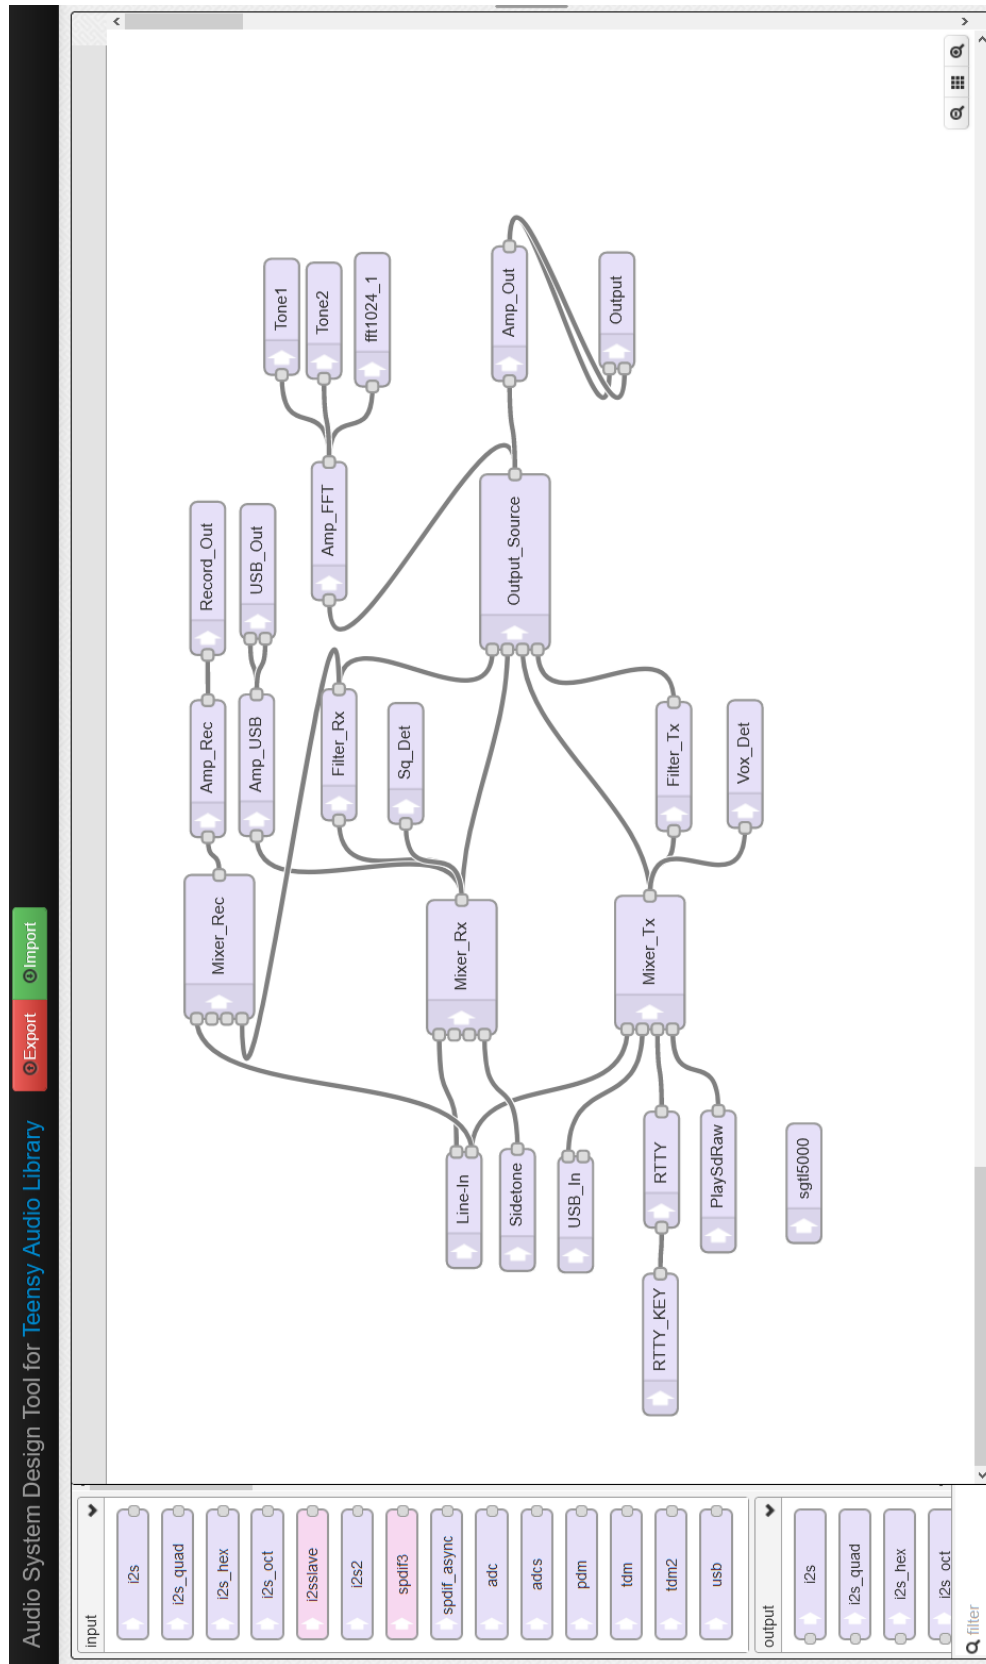 Audio System Design Tool for Teensy Audio Library
Export
Import
input
i2s
i2s_quad
i2s_hex
i2s_oct
i2sslave
i2s2
spdif3
spdif_async
adc
adcs
pdm
tdm
tdm2
usb
output
i2s
i2s_quad
i2s_hex
i2s_oct
filter
Mixer_Rec
Amp_Rec
Record_Out
Amp_USB
USB_Out
Tone1
Tone2
fft1024_1
Amp_FFT
Filter_Rx
Sq_Det
Line-In
Mixer_Rx
Sidetone
Output_Source
Amp_Out
Output
USB_In
Mixer_Tx
RTTY_KEY
RTTY
Filter_Tx
PlaySdRaw
Vox_Det
sgtl5000